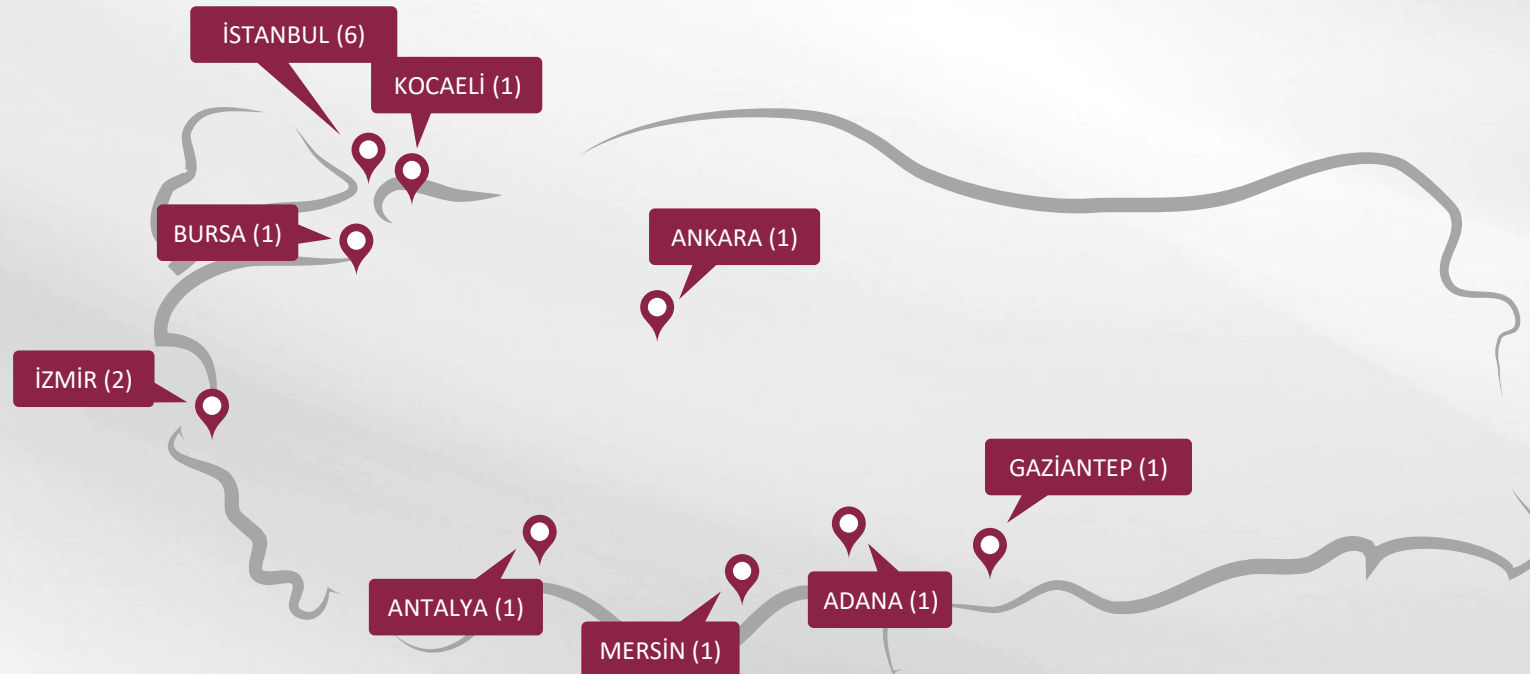 İSTANBUL (6)
KOCAELİ (1)
BURSA (1)
ANKARA (1)
İZMİR (2)
GAZİANTEP (1)
ANTALYA (1)
ADANA (1)
MERSİN (1)